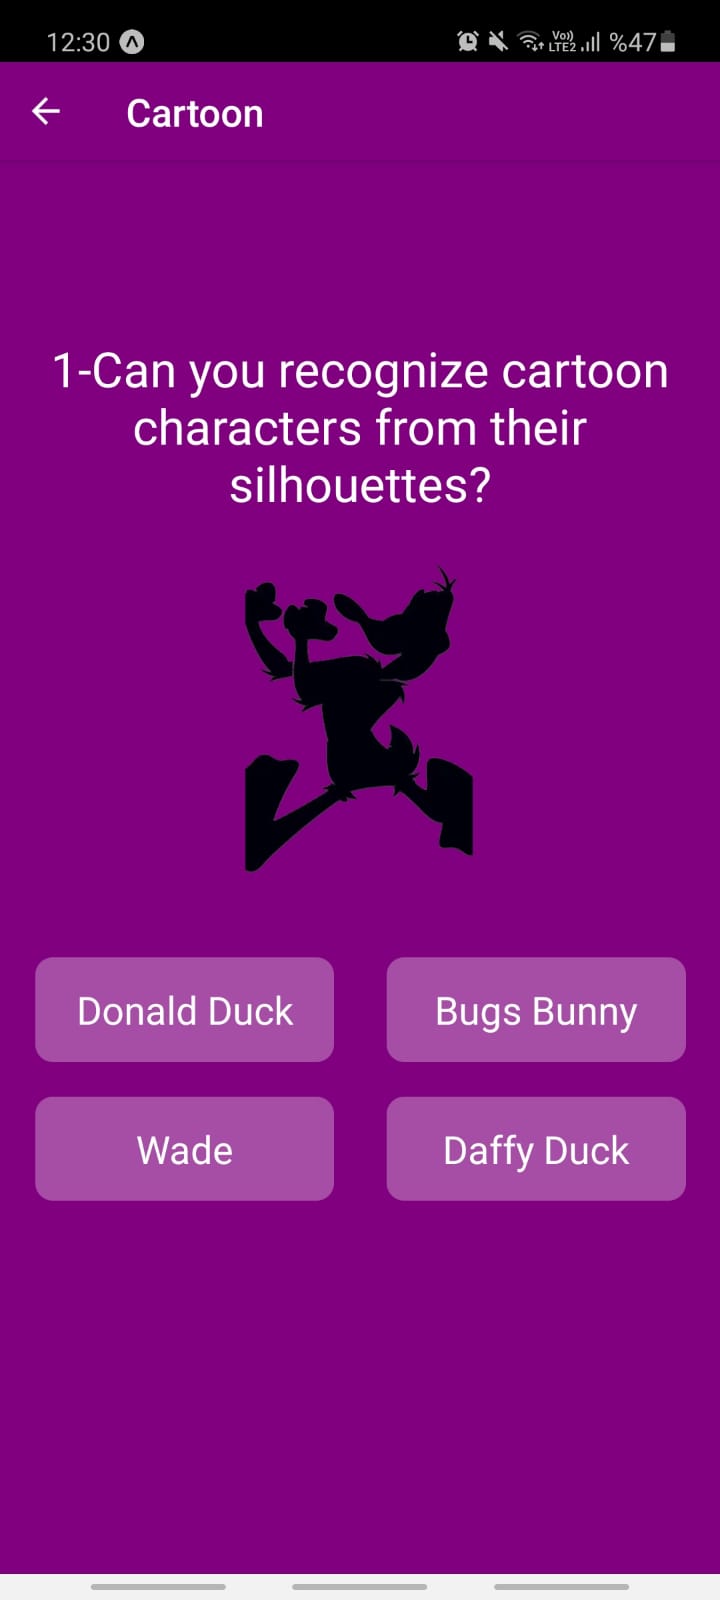 12:30 Vo)) LTE2 %47
Cartoon
1-Can you recognize cartoon
characters from their
silhouettes?
Donald Duck Bugs Bunny
Wade Daffy Duck